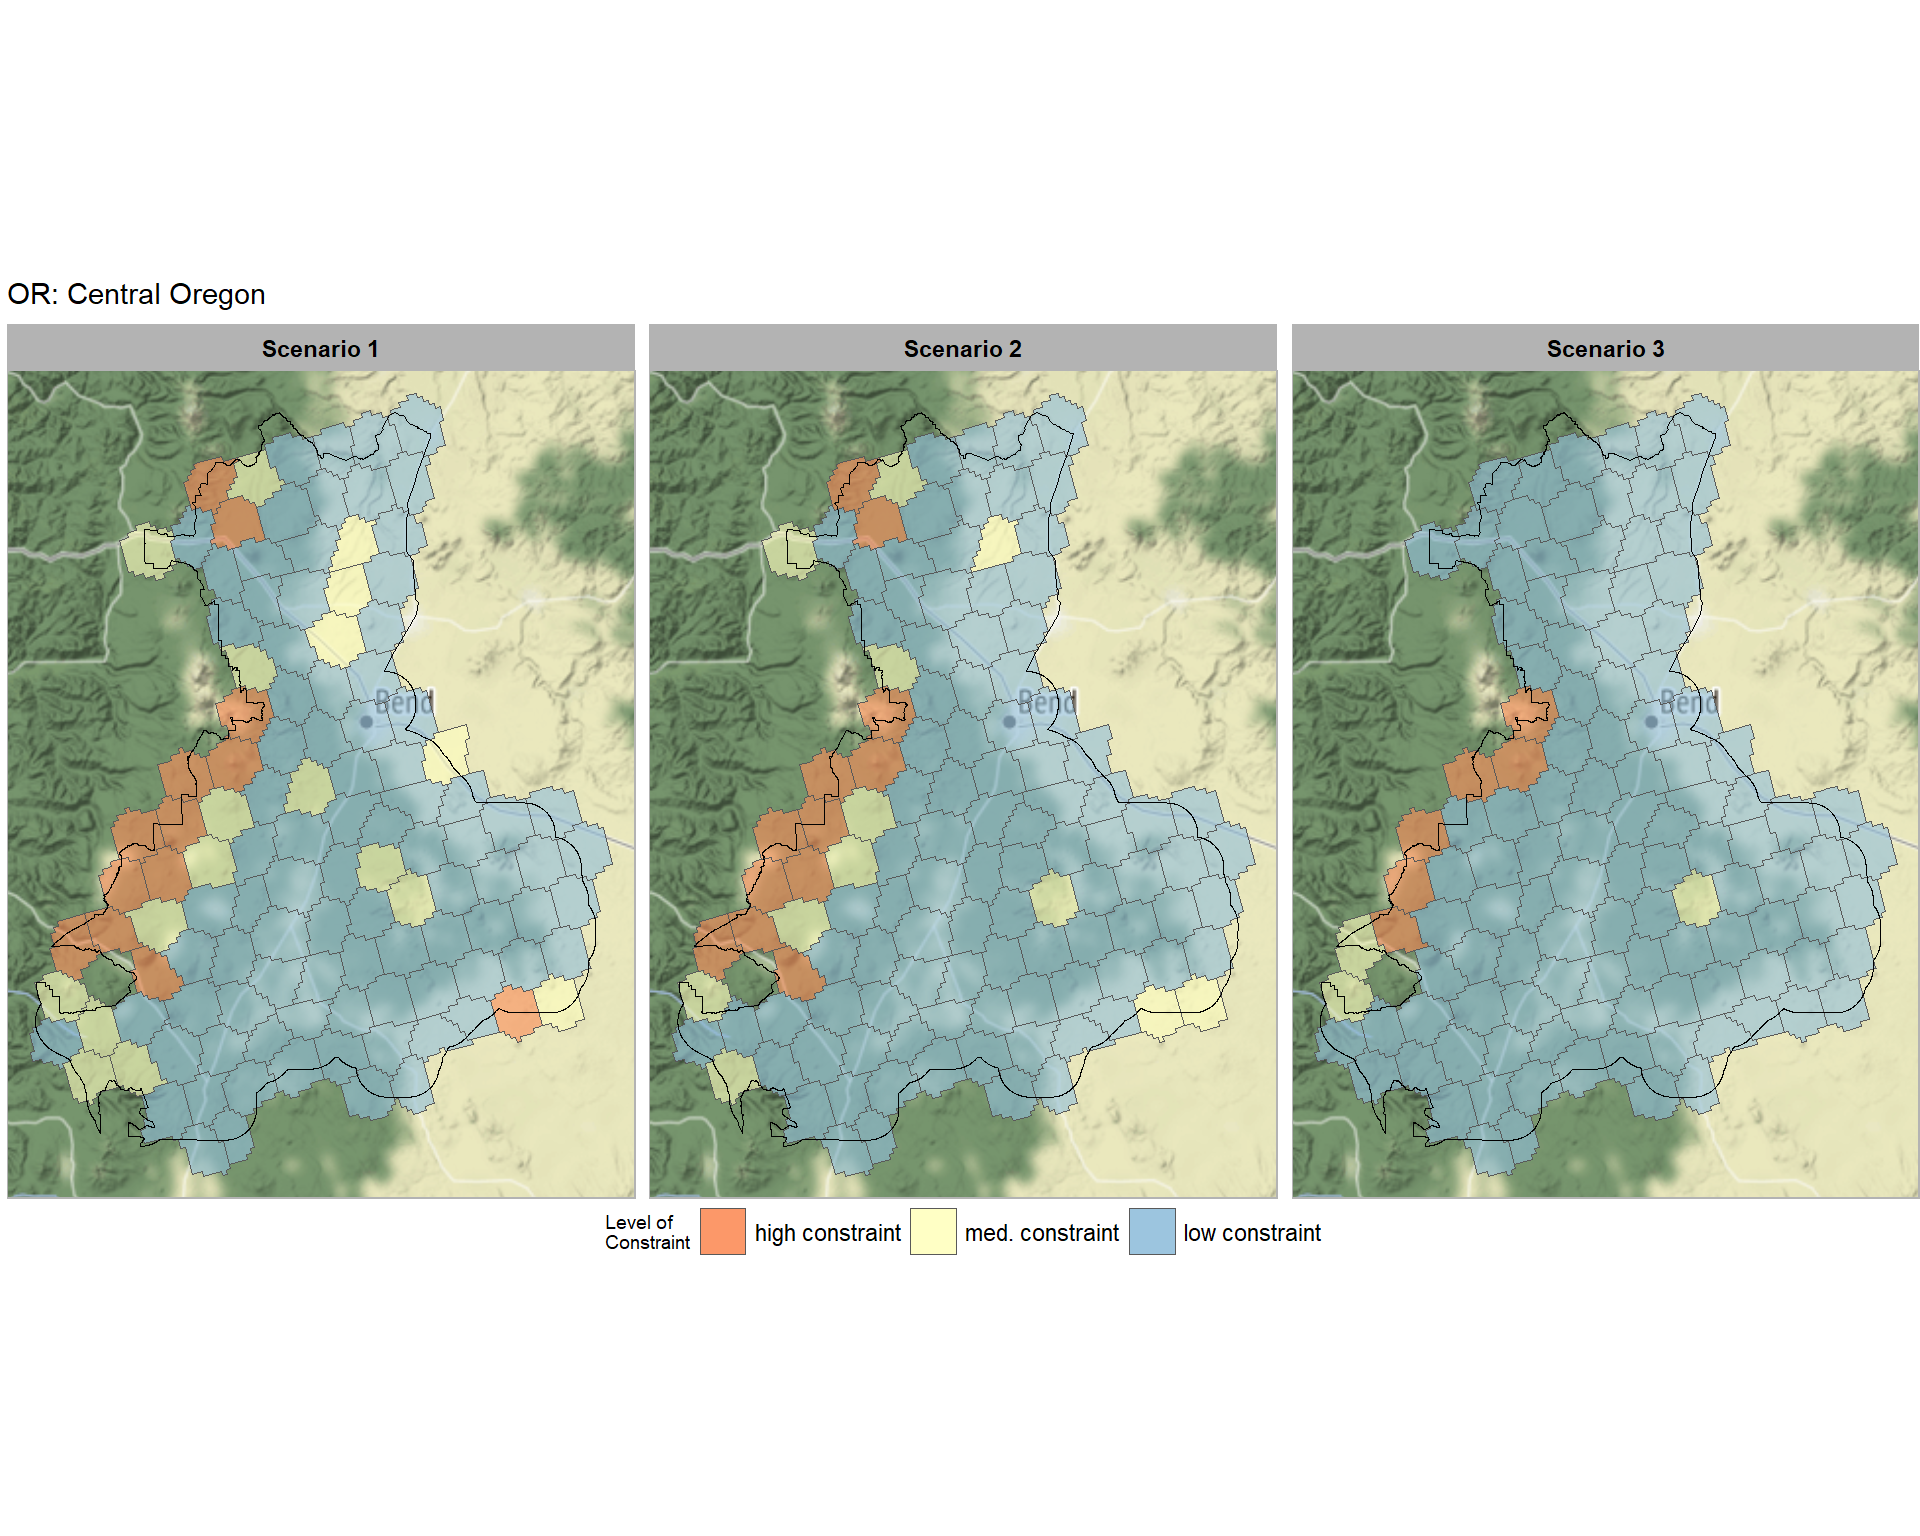 OR: Central Oregon
Scenario 1
Scenario 2
Scenario 3
Bend
Bend
Bend
Level of
Constraint
high constraint
med. constraint
low constraint